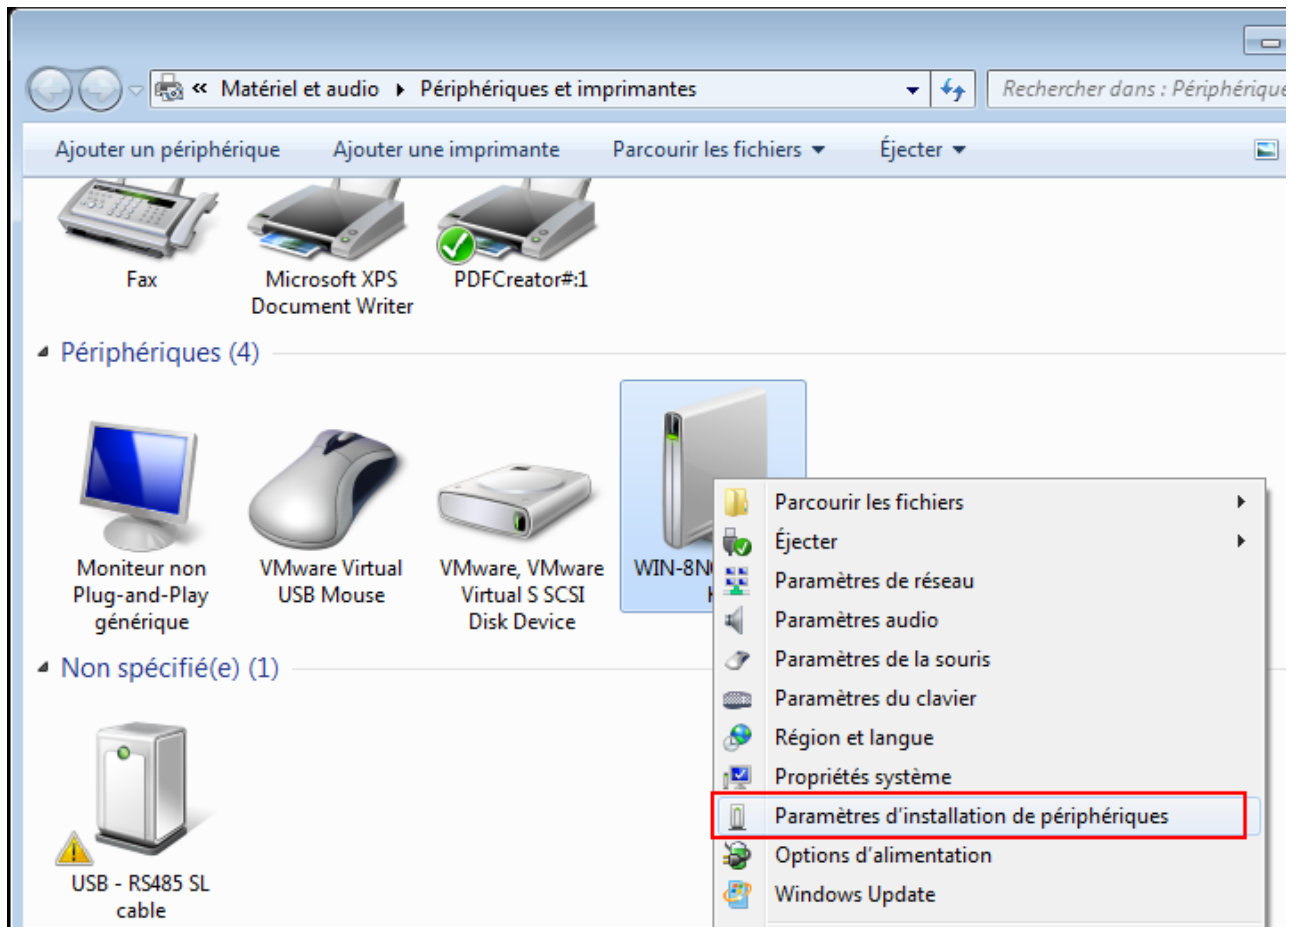 « Matériel et audio ▸ Périphériques et imprimantes
Rechercher dans : Périphérique
Ajouter un périphérique Ajouter une imprimante Parcourir les fichiers Éjecter
Fax
Microsoft XPS
Document Writer
PDFCreator#:1
Périphériques (4)
Moniteur non
Plug-and-Play
générique
VMware Virtual
USB Mouse
VMware, VMware
Virtual S SCSI
Disk Device
WIN-8N
Parcourir les fichiers
Éjecter
Paramètres de réseau
Paramètres audio
Paramètres de la souris
Paramètres du clavier
Région et langue
Propriétés système
Paramètres d'installation de périphériques
Options d'alimentation
Windows Update
Non spécifié(e) (1)
USB - RS485 SL
cable